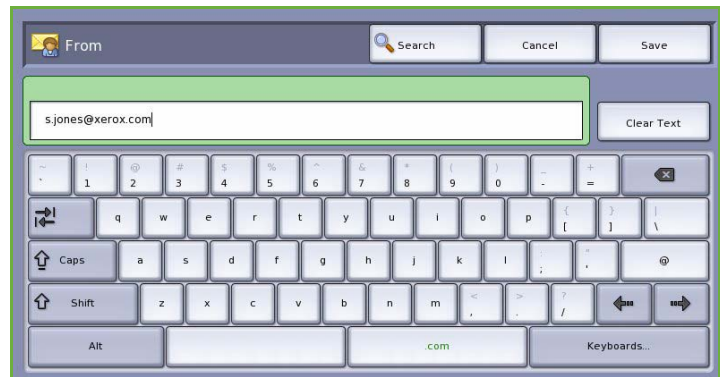 From Search Cancel Save
s.jones@xerox.com
Clear Text
~ ! @ # $ % ^ & * ( ) _ +
` 1 2 3 4 5 6 7 8 9 0 - =
q w e r t y u i o p { [ } ] | \
Caps a s d f g h j k l : ; " ' @
Shift z x c v b n m < , > . ? /
Alt .com Keyboards...